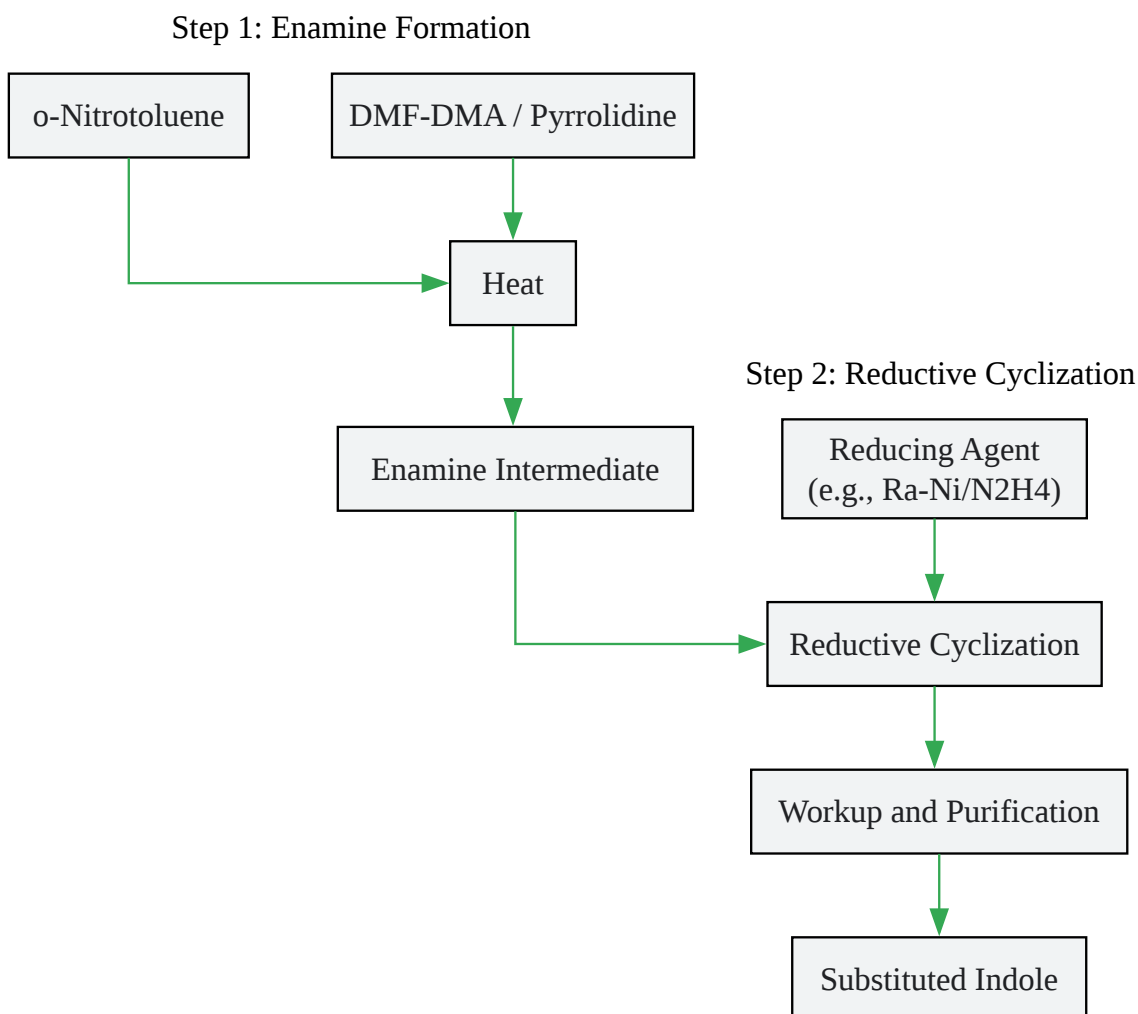 Step 1: Enamine Formation
o-Nitrotoluene
DMF-DMA / Pyrrolidine
Heat
Enamine Intermediate
Step 2: Reductive Cyclization
Reducing Agent
(e.g., Ra-Ni/N2H4)
Reductive Cyclization
Workup and Purification
Substituted Indole